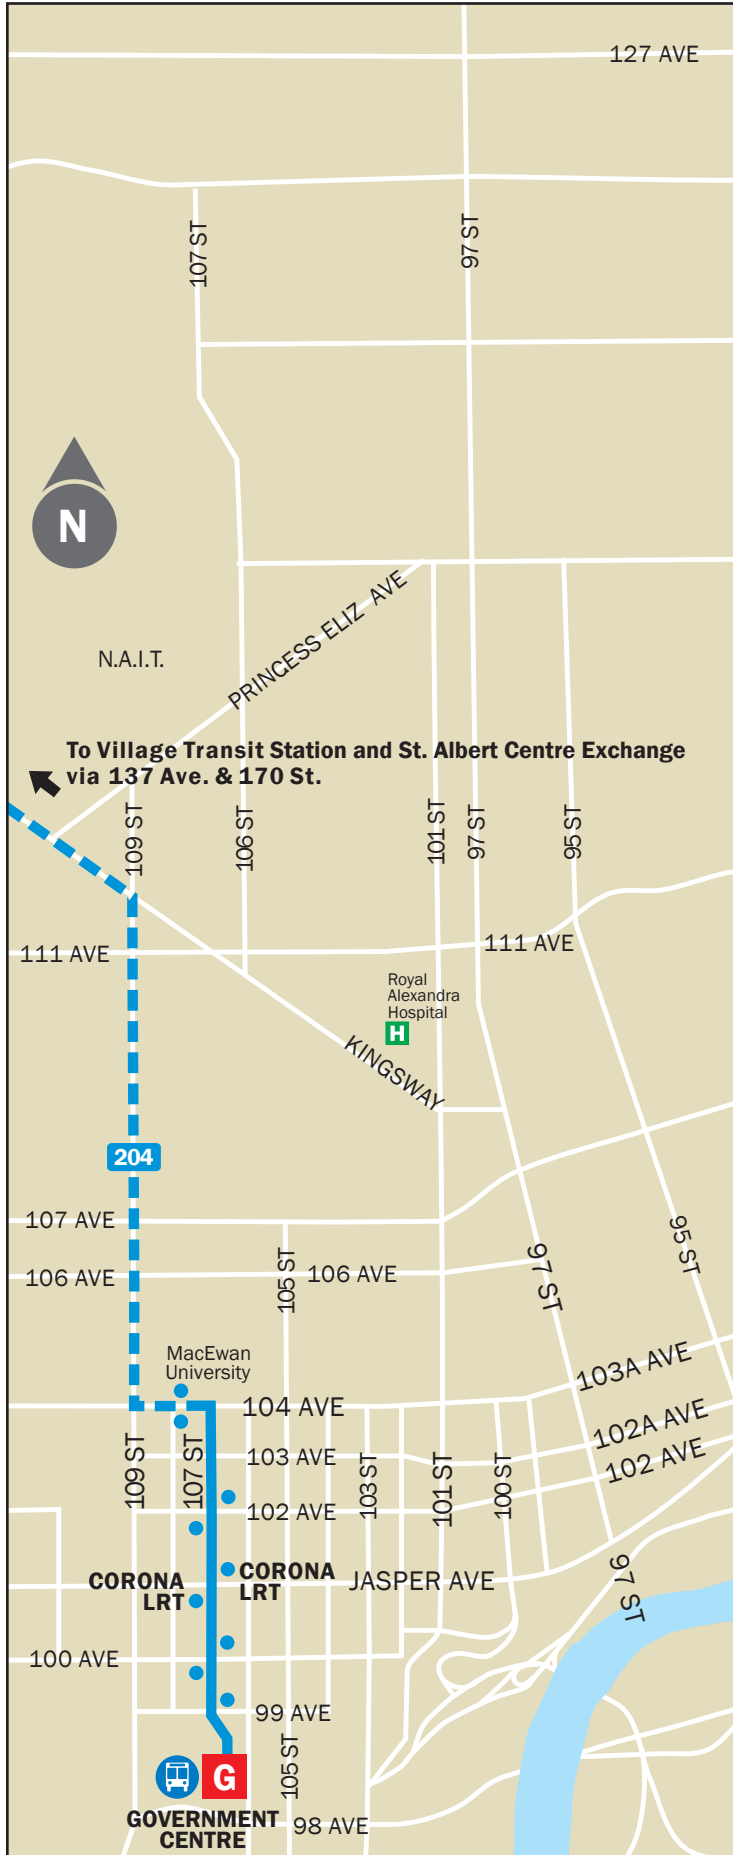 127 AVE
107 ST
97 ST
N
PRINCESS ELIZ AVE
N.A.I.T.
To Village Transit Station and St. Albert Centre Exchange
via 137 Ave. & 170 St.
109 ST
106 ST
101 ST
97 ST
95 ST
111 AVE
111 AVE
Royal
Alexandra
Hospital
H
KINGSWAY
204
107 AVE
95 ST
97 ST
105 ST
106 AVE
106 AVE
MacEwan
University
103A AVE
104 AVE
102A AVE
109 ST
107 ST
103 AVE
103 ST
101 ST
100 ST
102 AVE
102 AVE
CORONA
LRT
CORONA
LRT
JASPER AVE
97 ST
100 AVE
99 AVE
105 ST
G
GOVERNMENT
CENTRE
98 AVE